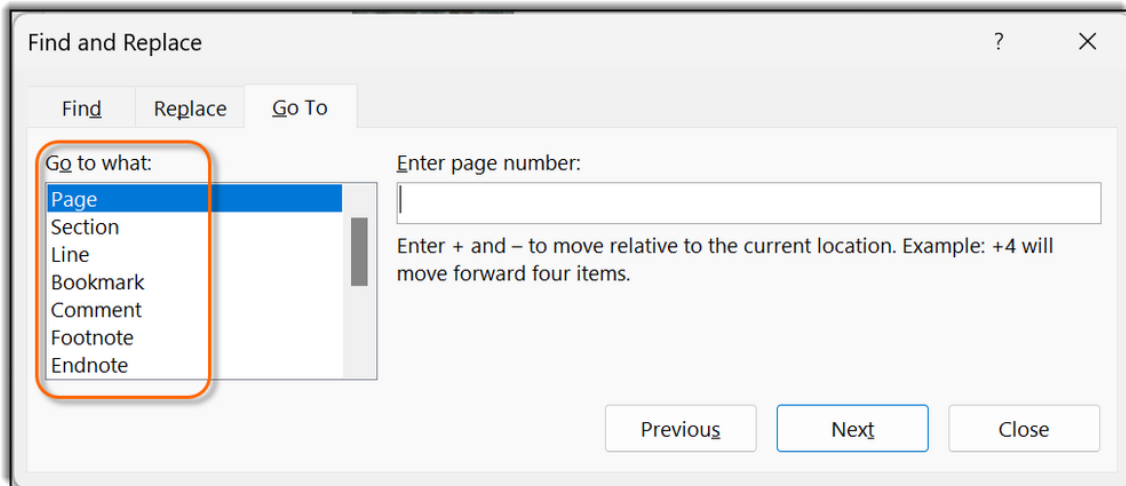 Find and Replace
?
Find
Replace
Go To
Go to what:
Page
Section
Line
Bookmark
Comment
Footnote
Endnote
Enter page number:
Enter + and – to move relative to the current location. Example: +4 will
move forward four items.
Previous
Next
Close